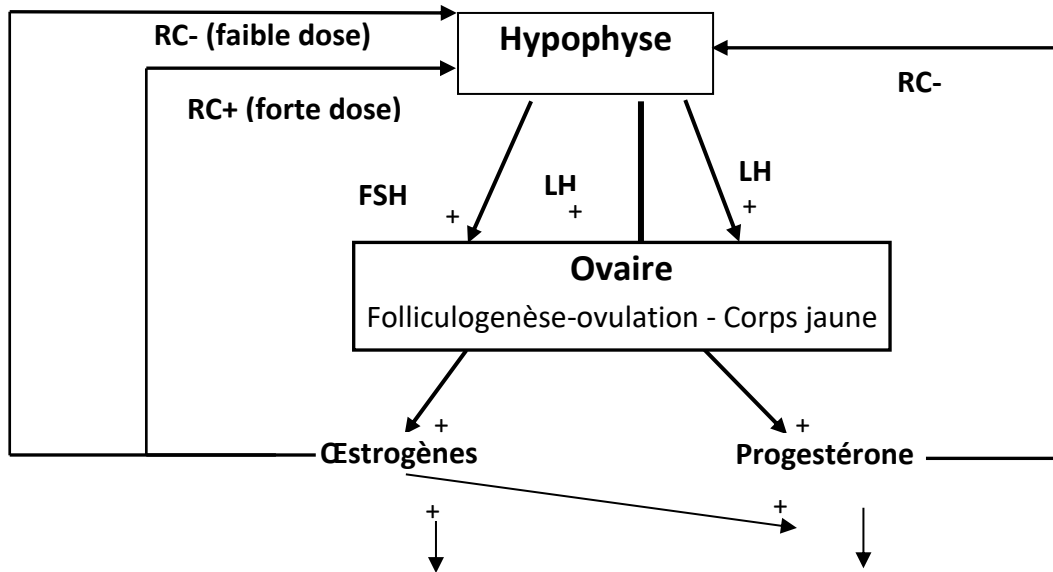 Hypophyse
RC- (faible dose)
RC+ (forte dose)
RC-
FSH
LH
LH
+
+
+
Ovaire
Folliculogenèse-ovulation - Corps jaune
+
+
Œstrogènes
Progestérone
+
+